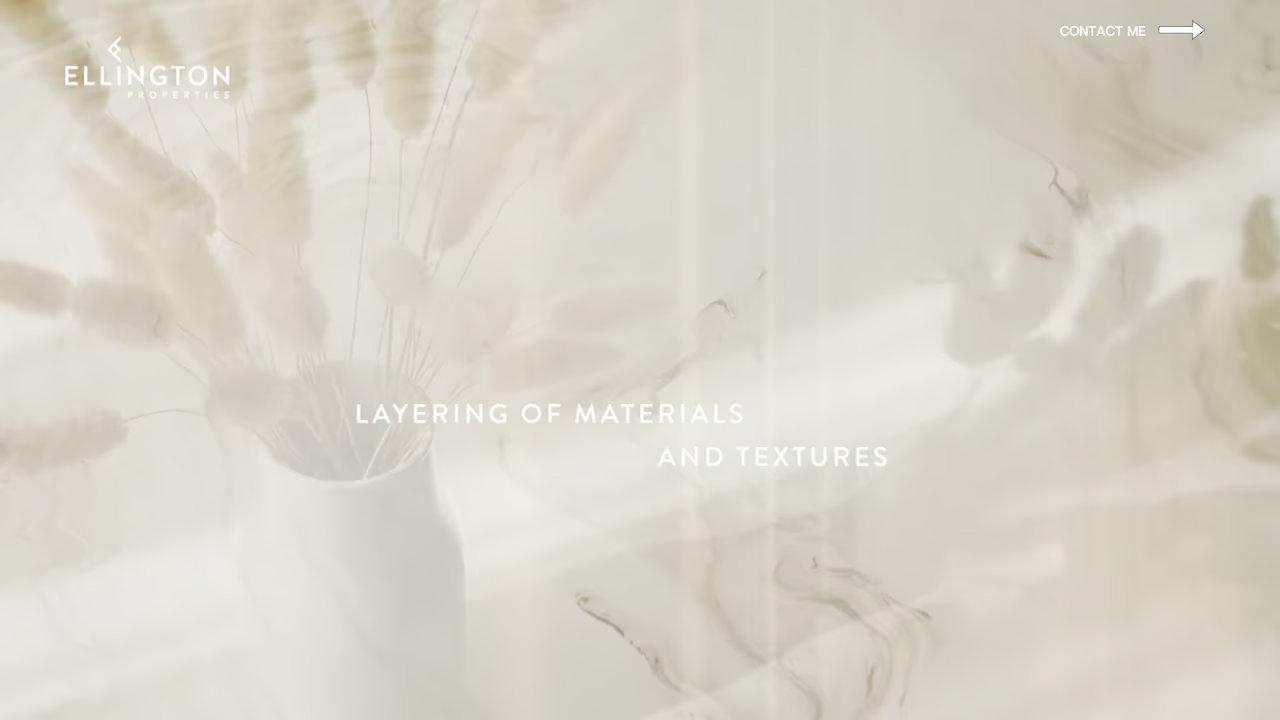 CONTACT ME
ELLINGTON
PROPERTIES
LAYERING OF MATERIALS
AND TEXTURES